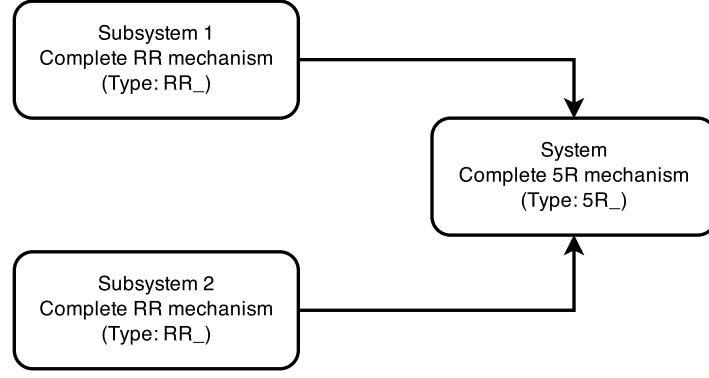 Subsystem 1
Complete RR mechanism
(Type: RR_)
System
Complete 5R mechanism
(Type: 5R_)
Subsystem 2
Complete RR mechanism
(Type: RR_)